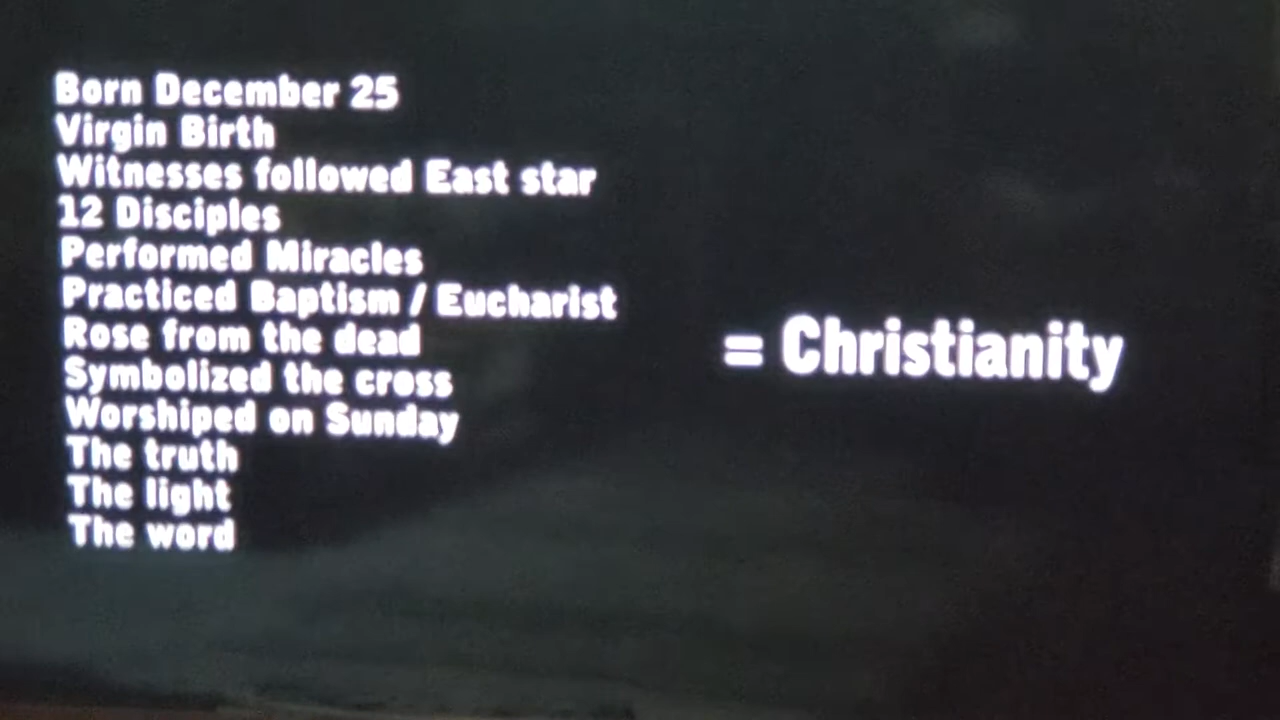 Born December 25
Virgin Birth
Witnesses followed East star
12 Disciples
Performed Miracles
Practiced Baptism / Eucharist
Rose from the dead
Symbolized the cross
Worshiped on Sunday
The truth
The light
The word
= Christianity